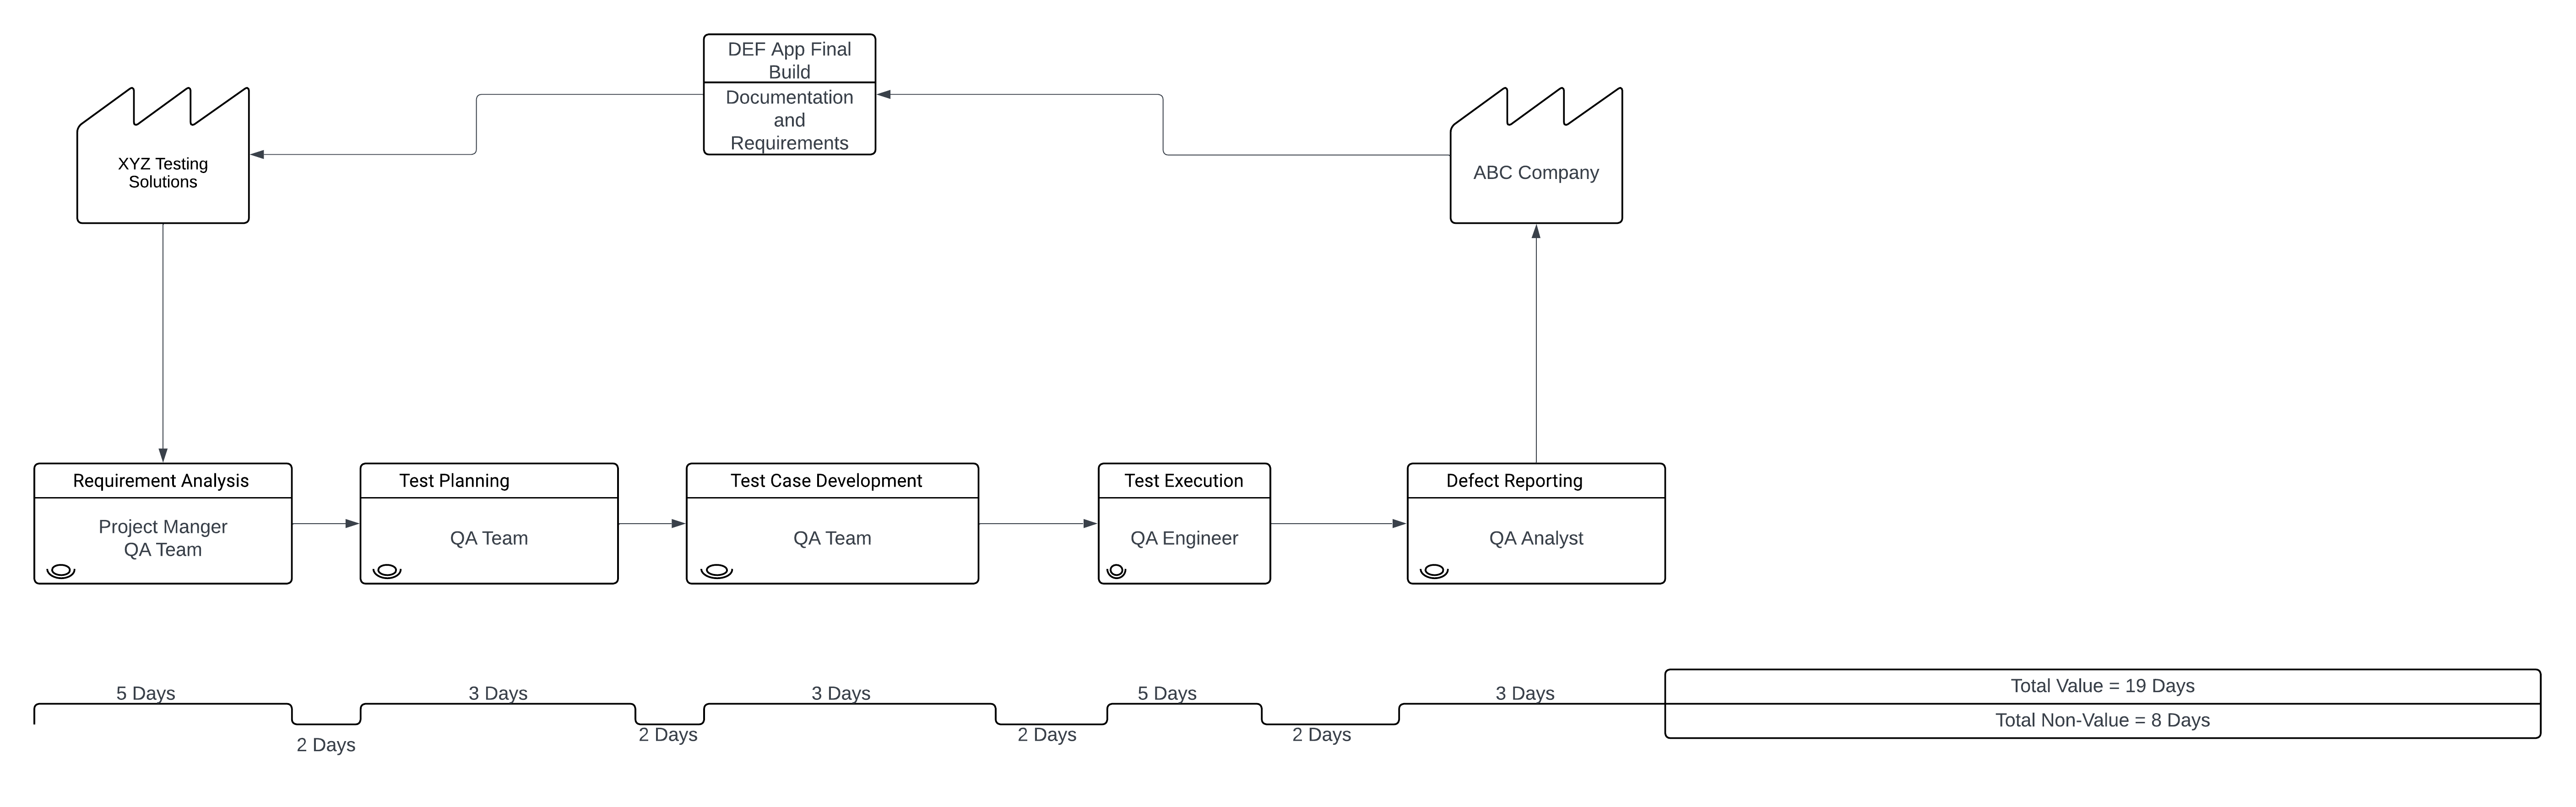 DEF App Final
Build
Documentation
and
Requirements
XYZ Testing
Solutions
ABC Company
Requirement Analysis
Project Manger
QA Team
Test Planning
QA Team
Test Case Development
QA Team
Test Execution
QA Engineer
Defect Reporting
QA Analyst
5 Days
2 Days
3 Days
2 Days
3 Days
2 Days
5 Days
2 Days
3 Days
Total Value = 19 Days
Total Non-Value = 8 Days